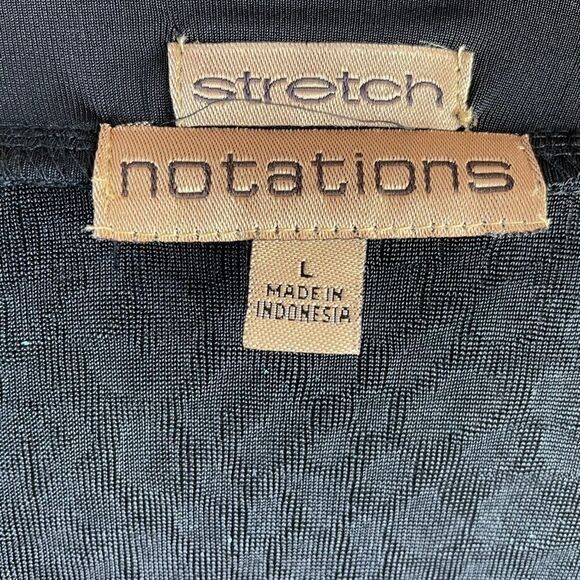 stretch
notations
L
MADE IN
INDONESIA